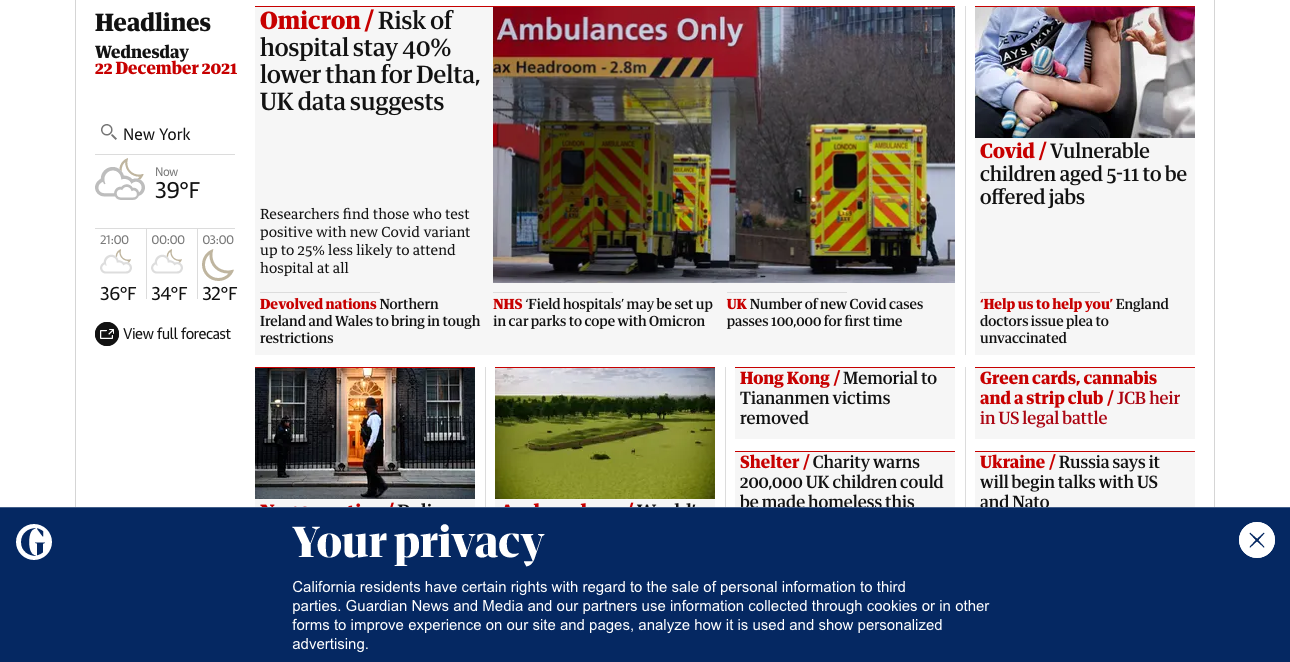 Headlines
Wednesday
22 December 2021
New York
Now
39°F
21:00
00:00
03:00
36°F
34°F
32°F
View full forecast
Omicron / Risk of
hospital stay 40%
lower than for Delta,
UK data suggests
Researchers find those who test
positive with new Covid variant
up to 25% less likely to attend
hospital at all
Ambulances Only
ax Headroom - 2.8m
LONDON
AMBULANCE
LONDON
AMBULANCE
Covid / Vulnerable
children aged 5-11 to be
offered jabs
Devolved nations Northern
Ireland and Wales to bring in tough
restrictions
NHS ‘Field hospitals’ may be set up
in car parks to cope with Omicron
UK Number of new Covid cases
passes 100,000 for first time
‘Help us to help you’ England
doctors issue plea to
unvaccinated
Hong Kong / Memorial to
Tiananmen victims
removed
Green cards, cannabis
and a strip club / JCB heir
in US legal battle
Shelter / Charity warns
200,000 UK children could
be made homeless this
Ukraine / Russia says it
will begin talks with US
and Nato
Your privacy
California residents have certain rights with regard to the sale of personal information to third
parties. Guardian News and Media and our partners use information collected through cookies or in other
forms to improve experience on our site and pages, analyze how it is used and show personalized
advertising.